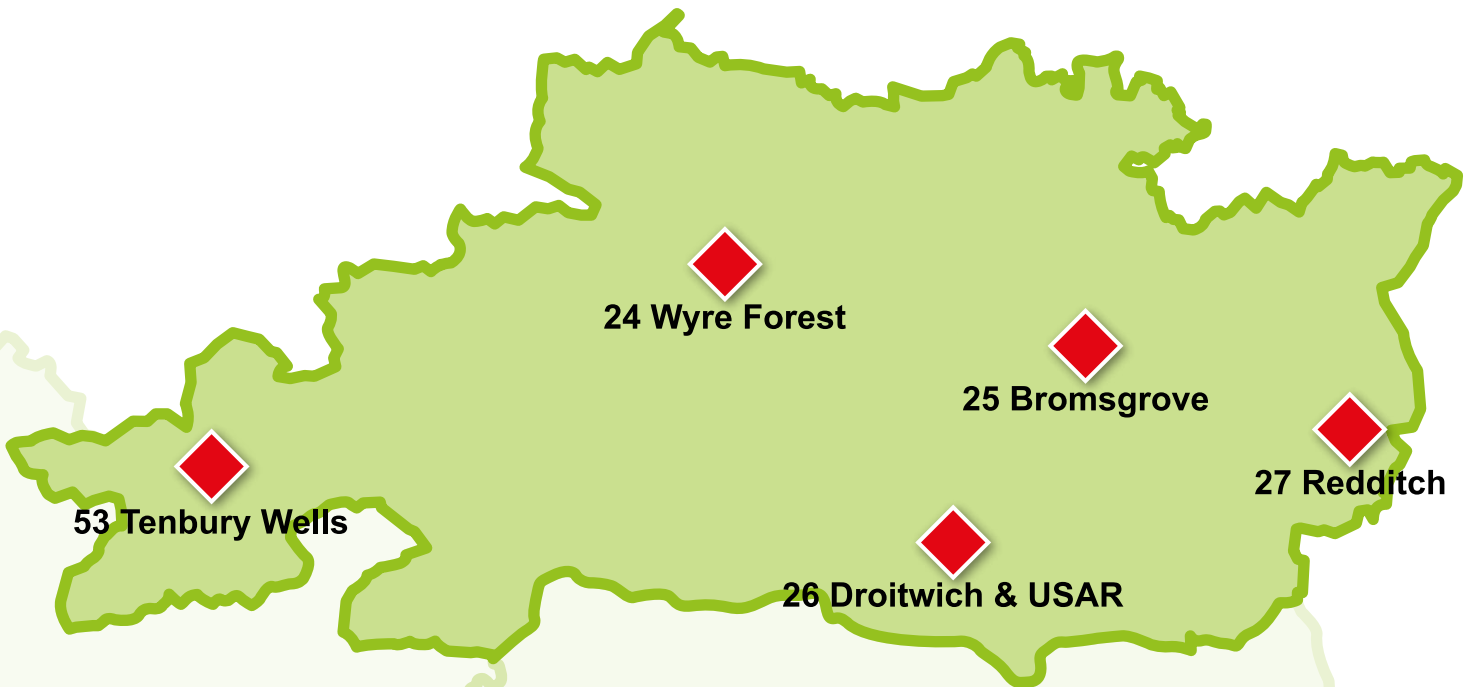 24 Wyre Forest
25 Bromsgrove
27 Redditch
53 Tenbury Wells
26 Droitwich & USAR